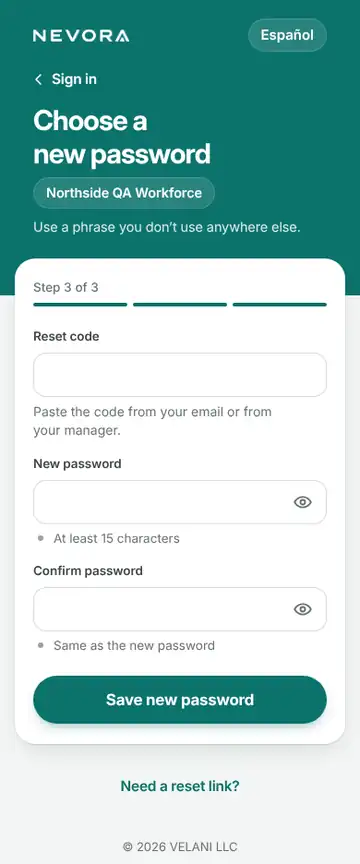 NEVORA
Español
Sign in
Choose a
new password
Northside QA Workforce
Use a phrase you don’t use anywhere else.
Step 3 of 3
Reset code
Paste the code from your email or from
your manager.
New password
At least 15 characters
Confirm password
Same as the new password
Save new password
Need a reset link?
© 2026 VELANI LLC